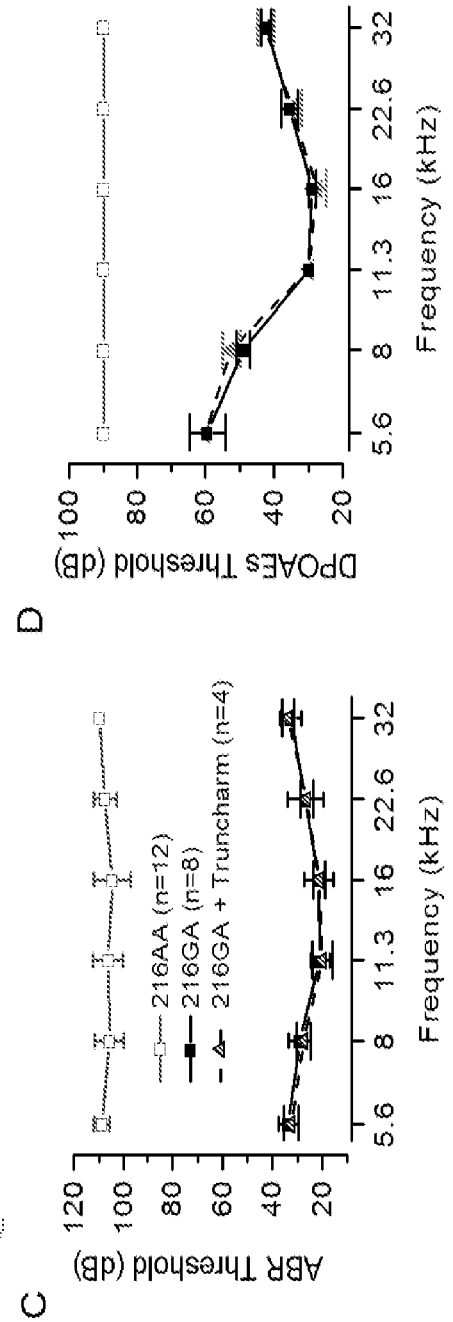 C
ABR Threshold (dB)
120
100
80
60
40
20
216AA (n=12)
216GA (n=8)
216GA + Truncharm (n=4)
5.6 8 11.3 16 22.6 32
Frequency (kHz)
D
DPOAEs Threshold (dB)
100
80
60
40
20
5.6 8 11.3 16 22.6 32
Frequency (kHz)